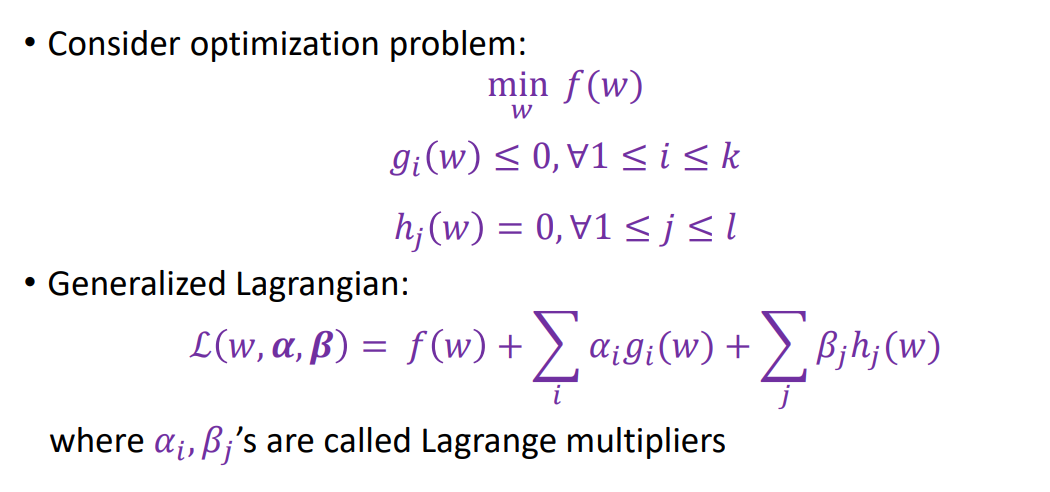 • Consider optimization problem:
min f(w)
w
gᵢ(w) ≤ 0, ∀1 ≤ i ≤ k
hⱼ(w) = 0, ∀1 ≤ j ≤ l
• Generalized Lagrangian:
ℒ(w, 𝜶, 𝜷) = f(w) + ∑ᵢ αᵢgᵢ(w) + ∑ⱼ βⱼhⱼ(w)
where αᵢ, βⱼ's are called Lagrange multipliers